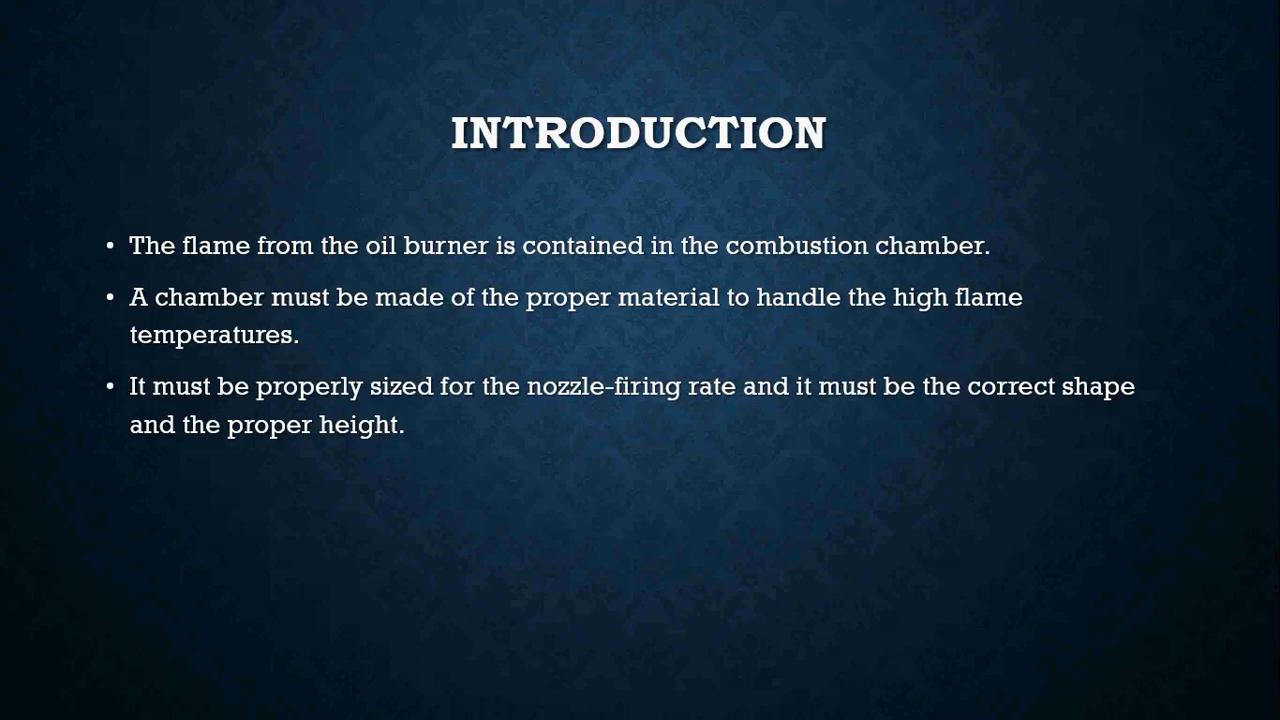 INTRODUCTION
• The flame from the oil burner is contained in the combustion chamber.
• A chamber must be made of the proper material to handle the high flame
temperatures.
• It must be properly sized for the nozzle-firing rate and it must be the correct shape
and the proper height.